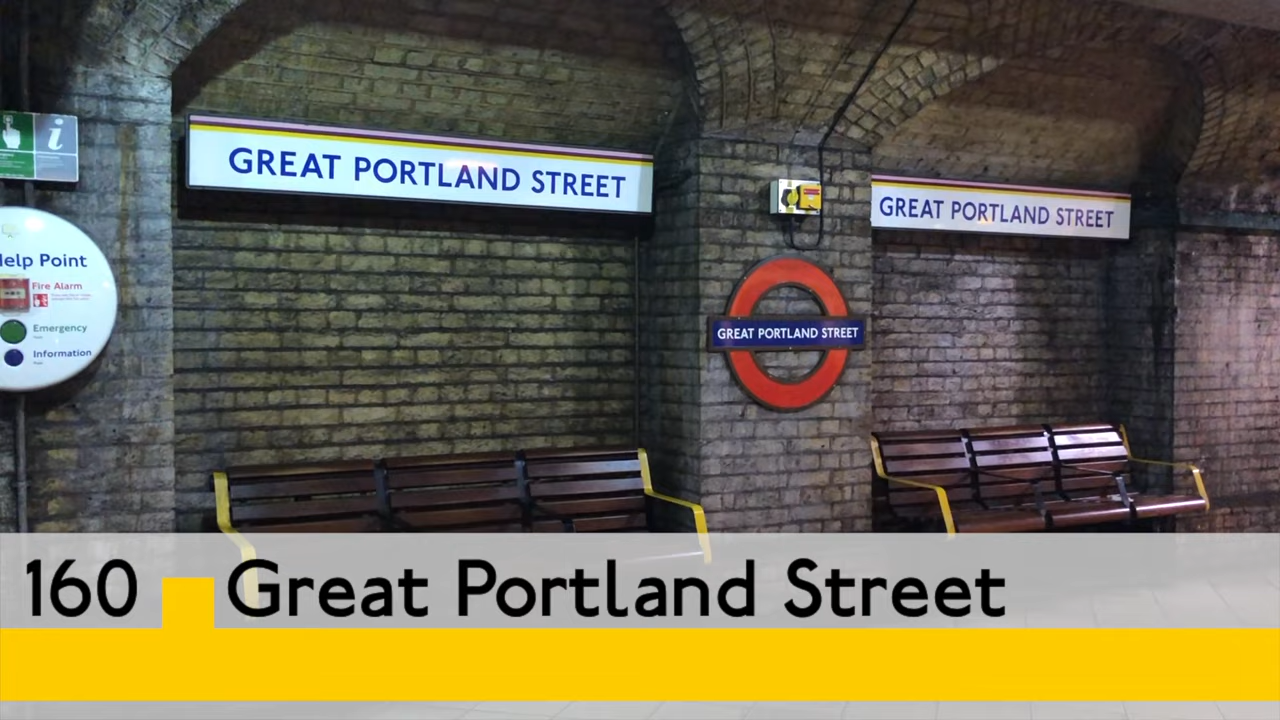 GREAT PORTLAND STREET
GREAT PORTLAND STREET
Help Point
Fire Alarm
Emergency
Information
GREAT PORTLAND STREET
160 Great Portland Street